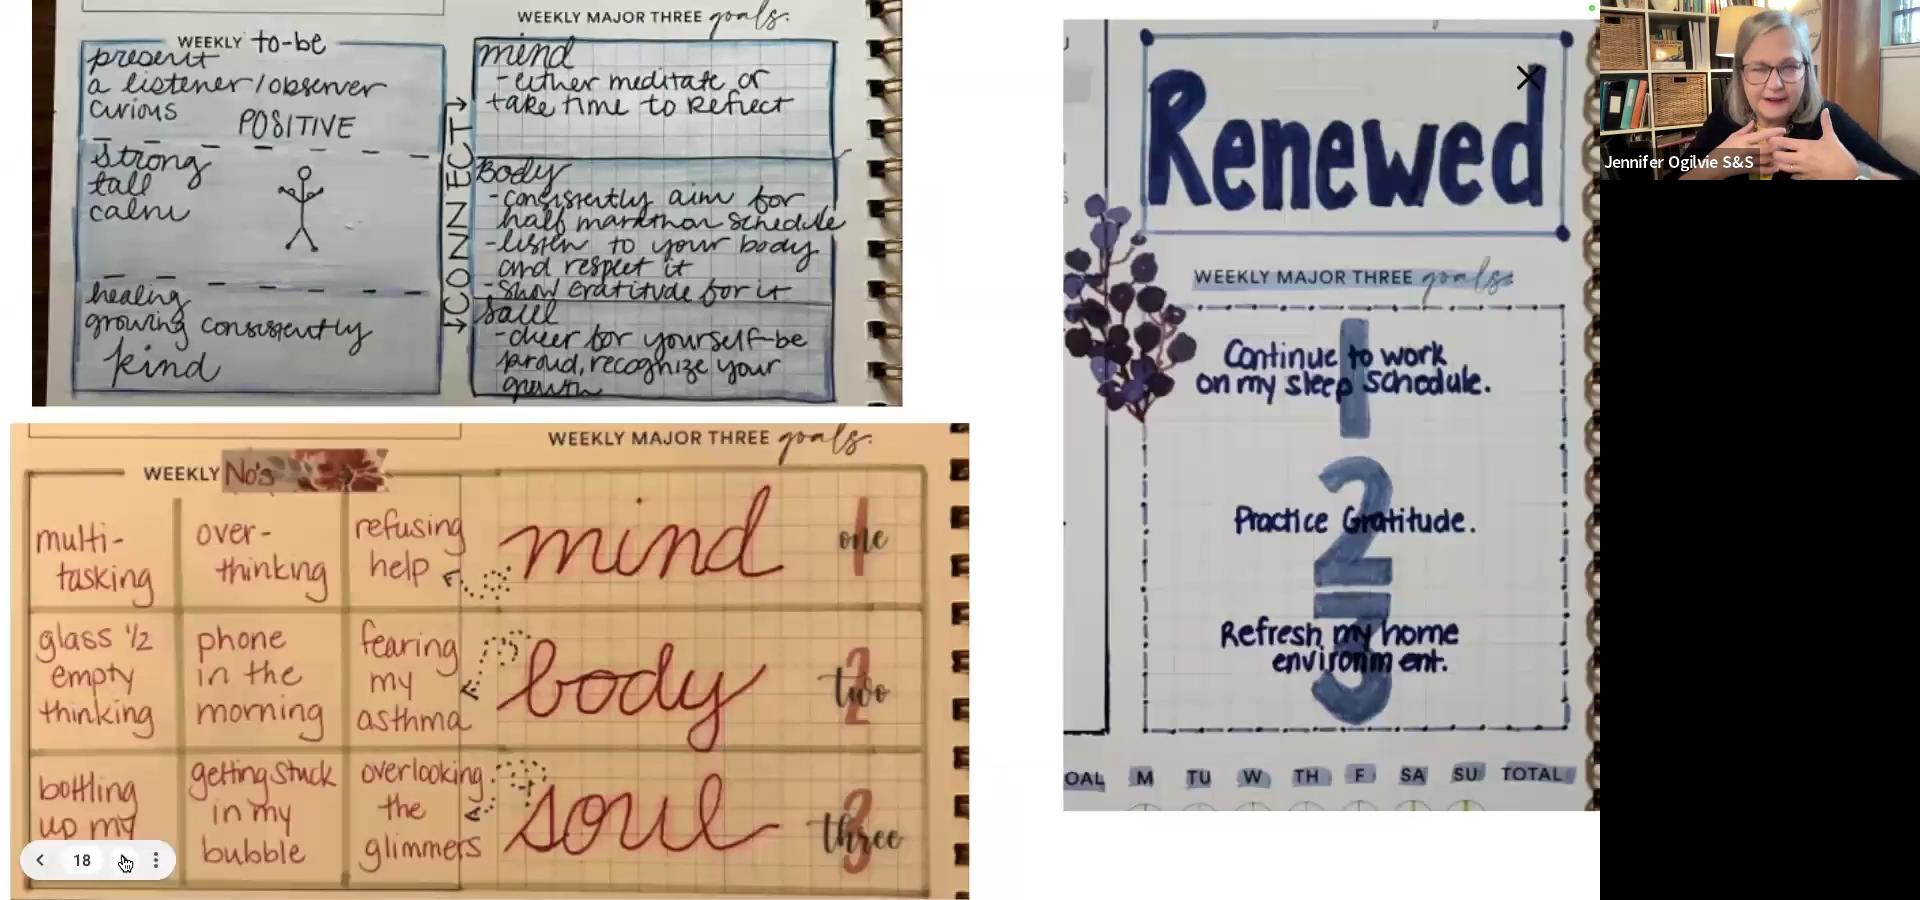 WEEKLY to-be
present
a listener/observer
curious
POSITIVE
strong
tall
calm
healing
growing consistently
kind
CONNECT
WEEKLY MAJOR THREE goals.
mind
-either meditate or
take time to Reflect
Body
-consistently aim for
half marathon schedule
-listen to your body
and respect it
-show gratitude for it
Soul
-cheer for yourself-be
proud, recognize your
growth
WEEKLY No's
multi-
tasking
over-
thinking
refusing
help
glass 1/2
empty
thinking
phone
in the
morning
fearing
my
asthma
bottling
up my
getting stuck
in my
bubble
overlooking
the
glimmers
WEEKLY MAJOR THREE goals.
mind
1 one
body
2 two
soul
3 three
18
Renewed
WEEKLY MAJOR THREE goals.
1
Continue to work
on my sleep schedule.
2
Practice Gratitude.
3
Refresh my home
environment.
OAL M TU W TH F SA SU TOTAL
Jennifer Ogilvie S&S